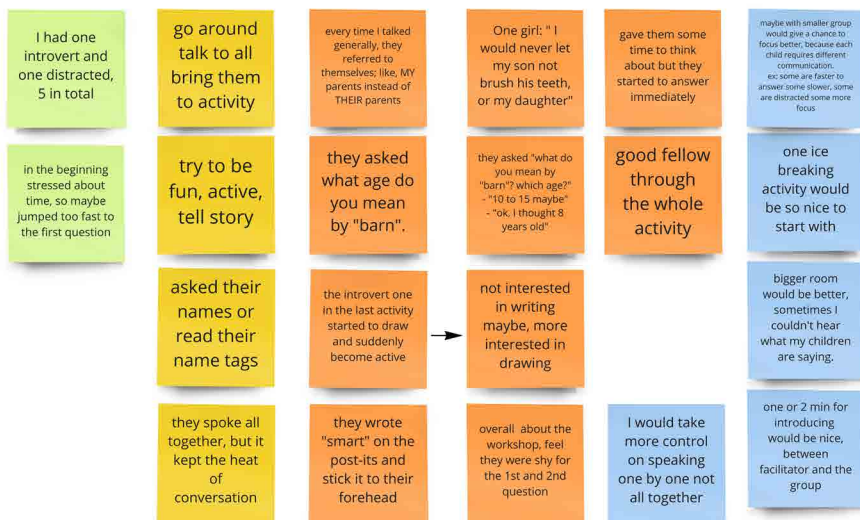 I had one
introvert and
one distracted,
5 in total
go around
talk to all
bring them
to activity
every time I talked
generally, they
referred to
themselves; like, MY
parents instead of
THEIR parents
One girl: " I
would never let
my son not
brush his teeth,
or my daughter"
gave them some
time to think
about but they
started to answer
immediately
maybe with smaller group
would give a chance to
focus better, because each
child requires different
communication.
ex: some are faster to
answer some slower, some
are distracted some more
focus
in the beginning
stressed about
time, so maybe
jumped too fast to
the first question
try to be
fun, active,
tell story
they asked
what age do
you mean
by "barn".
they asked "what do
you mean by
"barn"? which age?"
- "10 to 15 maybe"
- "ok, I thought 8
years old"
good fellow
through
the whole
activity
one ice
breaking
activity would
be so nice to
start with
asked their
names or
read their
name tags
the introvert one
in the last activity
started to draw
and suddenly
become active
not interested
in writing
maybe, more
interested in
drawing
bigger room
would be better,
sometimes I
couldn't hear
what my children
are saying.
they spoke all
together, but it
kept the heat
of
conversation
they wrote
"smart" on the
post-its and
stick it to their
forehead
overall about the
workshop, feel
they were shy for
the 1st and 2nd
question
I would take
more control
on speaking
one by one not
all together
one or 2 min for
introducing
would be nice,
between
facilitator and the
group